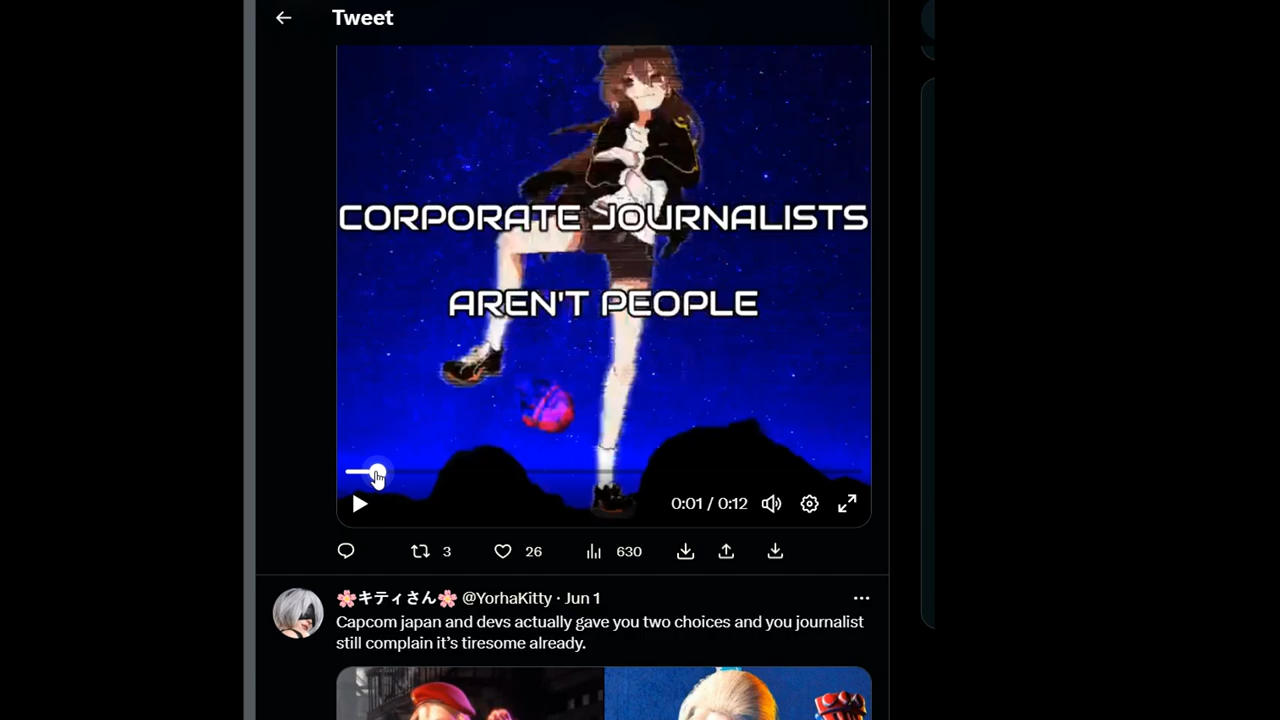 Tweet
CORPORATE JOURNALISTS
AREN'T PEOPLE
0:01 / 0:12
3
26
630
🌸キティさん🌸 @YorhaKitty · Jun 1
Capcom japan and devs actually gave you two choices and you journalist
still complain it’s tiresome already.